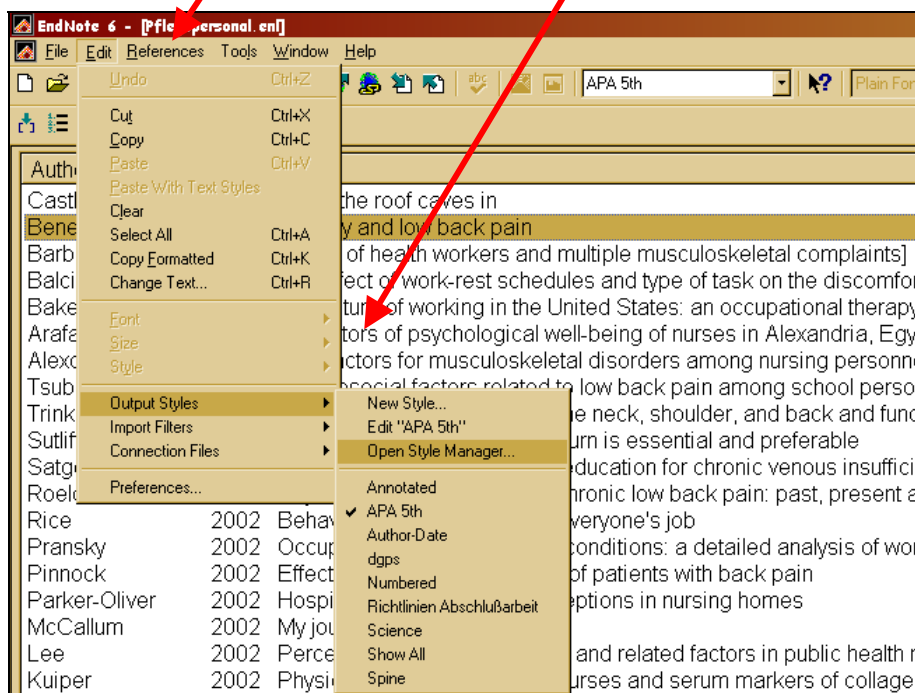 EndNote 6 - [Pfle personal.enl]
File Edit References Tools Window Help
abc APA 5th Plain For
Autho
Castl the roof caves in
Bene y and low back pain
Barb of health workers and multiple musculoskeletal complaints]
Balci fect of work-rest schedules and type of task on the discomfo
Bake ture of working in the United States: an occupational therapy
Arafa tors of psychological well-being of nurses in Alexandria, Egy
Alexo ctors for musculoskeletal disorders among nursing personne
Tsub social factors related to low back pain among school perso
Trink e neck, shoulder, and back and func
Sutliff urn is essential and preferable
Satg education for chronic venous insuffici
Roelo hronic low back pain: past, present a
Rice 2002 Behav veryone's job
Pransky 2002 Occup conditions: a detailed analysis of wor
Pinnock 2002 Effect of patients with back pain
Parker-Oliver 2002 Hospi eptions in nursing homes
McCallum 2002 My jou
Lee 2002 Perce and related factors in public health n
Kuiper 2002 Physi urses and serum markers of collage
Undo Ctrl+Z
Cut Ctrl+X
Copy Ctrl+C
Paste Ctrl+V
Paste With Text Styles
Clear
Select All Ctrl+A
Copy Formatted Ctrl+K
Change Text... Ctrl+R
Font
Size
Style
Output Styles
Import Filters
Connection Files
Preferences...
New Style...
Edit "APA 5th"
Open Style Manager...
Annotated
APA 5th
Author-Date
dgps
Numbered
Richtlinien Abschlußarbeit
Science
Show All
Spine